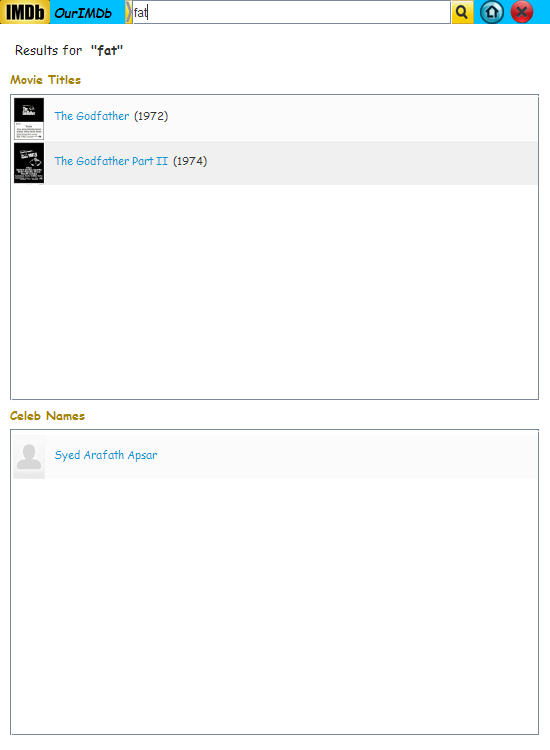 IMDb OurIMDb fat
Results for "fat"
Movie Titles
The Godfather (1972)
The Godfather Part II (1974)
Celeb Names
Syed Arafath Apsar